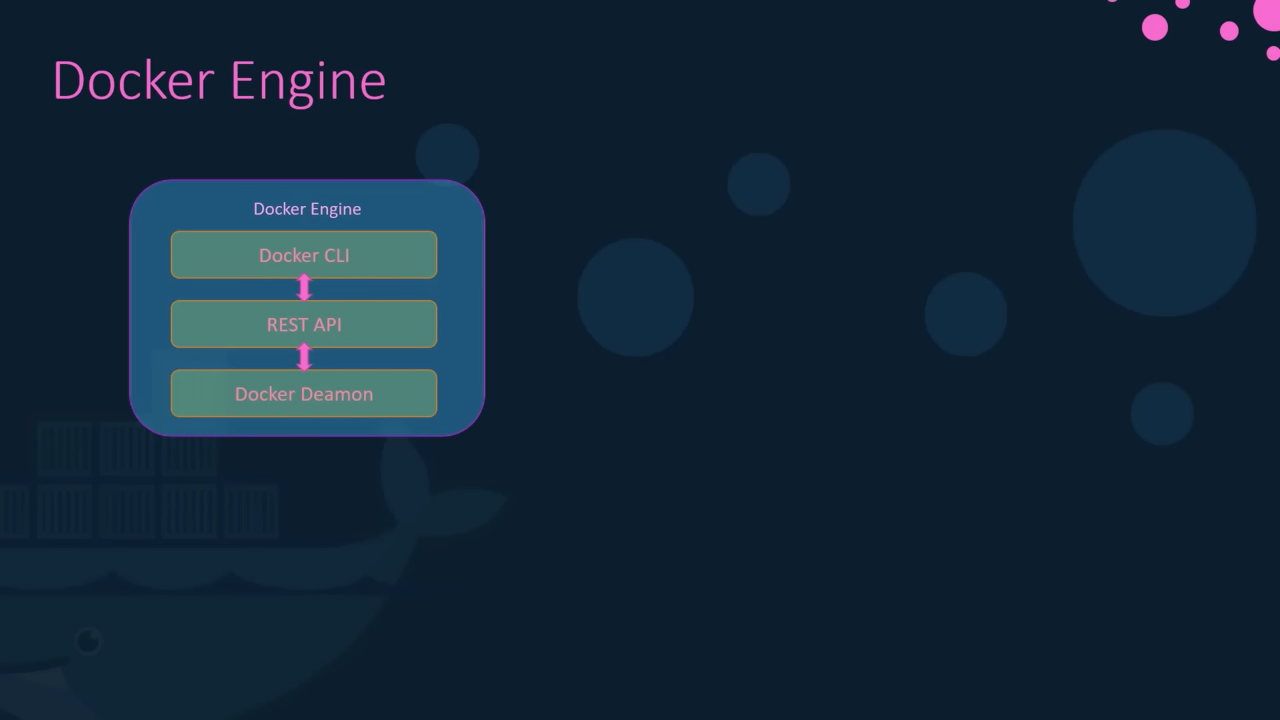 Docker Engine
Docker Engine
Docker CLI
REST API
Docker Deamon